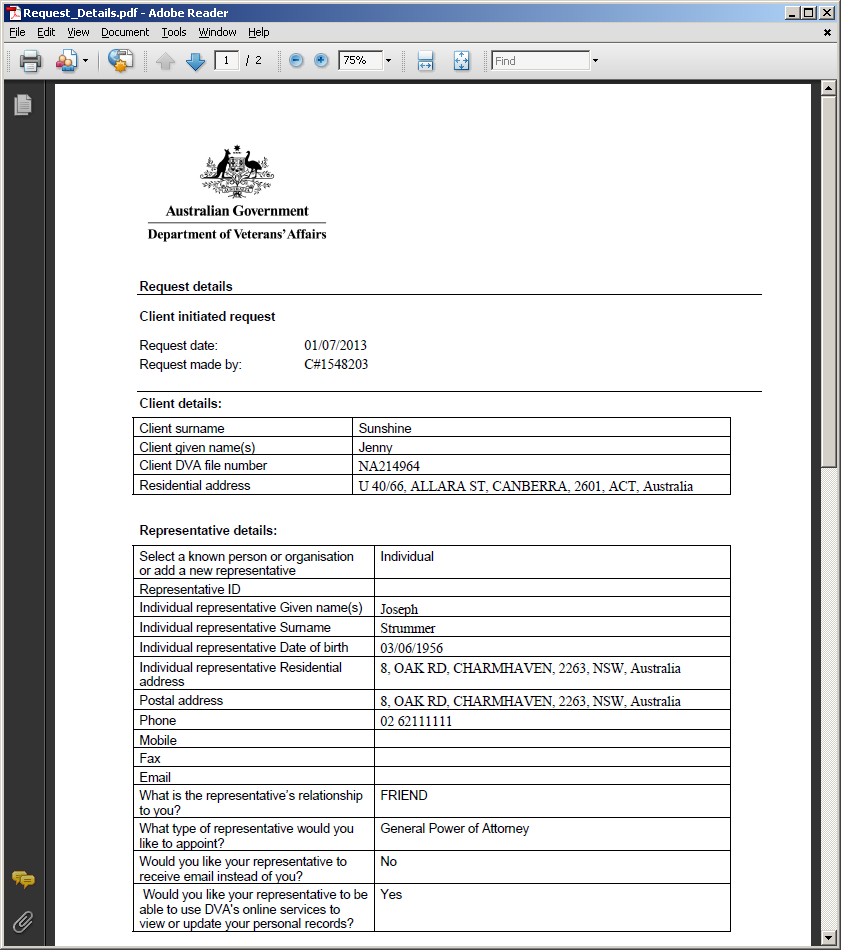 Request_Details.pdf - Adobe Reader
File Edit View Document Tools Window Help
1 / 2 75% Find
Australian Government
Department of Veterans' Affairs
Request details
Client initiated request
Request date: 01/07/2013
Request made by: C#1548203
Client details:
Client surname Sunshine
Client given name(s) Jenny
Client DVA file number NA214964
Residential address U 40/66, ALLARA ST, CANBERRA, 2601, ACT, Australia
Representative details:
Select a known person or organisation Individual
or add a new representative
Representative ID
Individual representative Given name(s) Joseph
Individual representative Surname Strummer
Individual representative Date of birth 03/06/1956
Individual representative Residential 8, OAK RD, CHARMHAVEN, 2263, NSW, Australia
address
Postal address 8, OAK RD, CHARMHAVEN, 2263, NSW, Australia
Phone 02 62111111
Mobile
Fax
Email
What is the representative's relationship FRIEND
to you?
What type of representative would you General Power of Attorney
like to appoint?
Would you like your representative to No
receive email instead of you?
Would you like your representative to be Yes
able to use DVA's online services to
view or update your personal records?